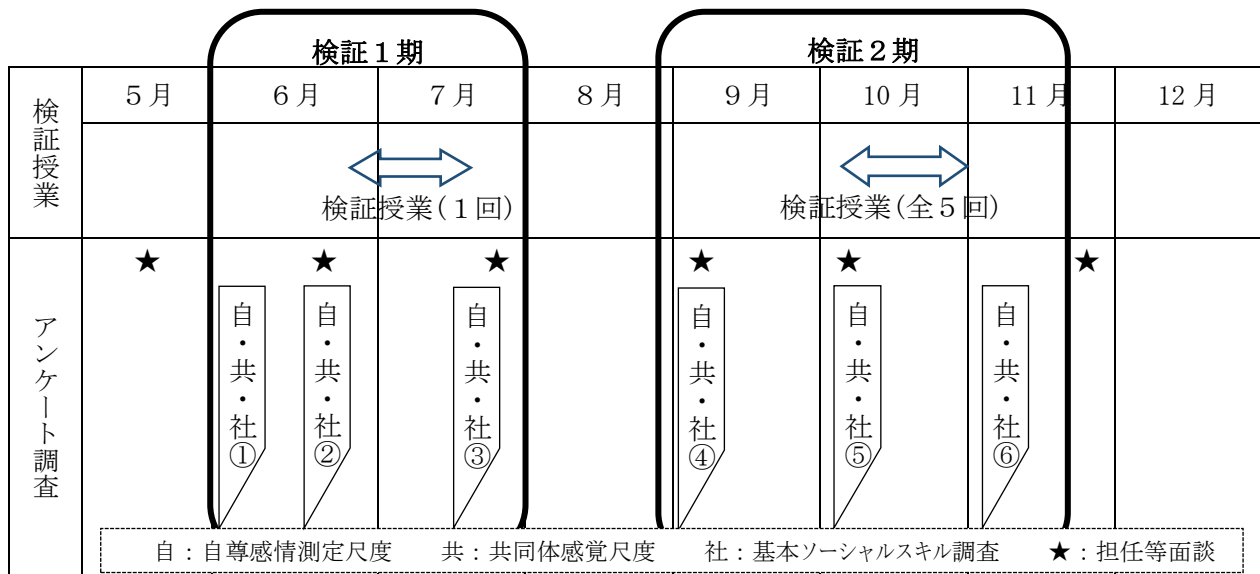 検証1期
検証2期
検証授業
5月
6月
7月
8月
9月
10月
11月
12月
検証授業(1回)
検証授業(全5回)
アンケート調査
★
★
★
★
★
★
自・共・社①
自・共・社②
自・共・社③
自・共・社④
自・共・社⑤
自・共・社⑥
自：自尊感情測定尺度 共：共同体感覚尺度 社：基本ソーシャルスキル調査 ★：担任等面談